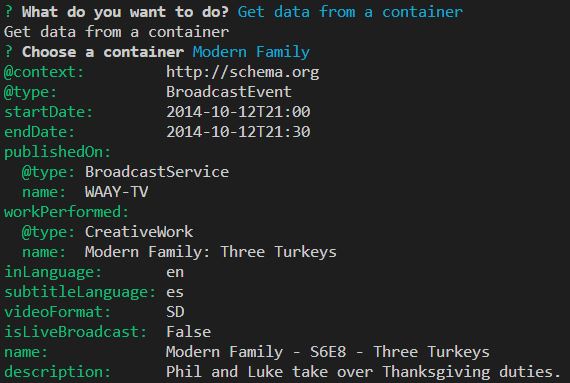 ? What do you want to do? Get data from a container
Get data from a container
? Choose a container Modern Family
@context:          http://schema.org
@type:             BroadcastEvent
startDate:         2014-10-12T21:00
endDate:           2014-10-12T21:30
publishedOn:
  @type: BroadcastService
  name:  WAAY-TV
workPerformed:
  @type: CreativeWork
  name:  Modern Family: Three Turkeys
inLanguage:        en
subtitleLanguage: es
videoFormat:       SD
isLiveBroadcast:  False
name:              Modern Family - S6E8 - Three Turkeys
description:       Phil and Luke take over Thanksgiving duties.